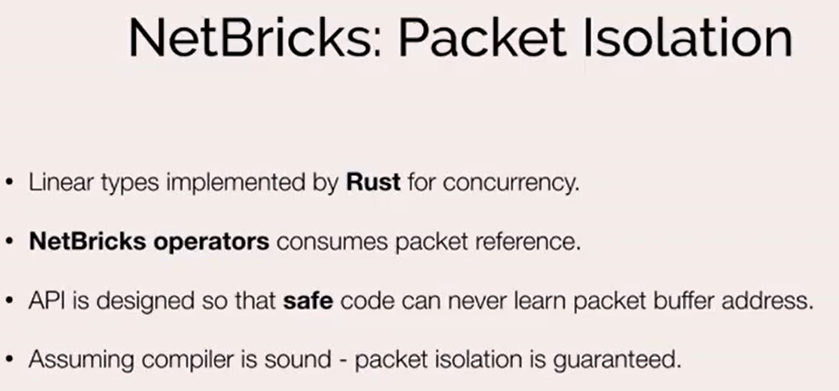 NetBricks: Packet Isolation
• Linear types implemented by Rust for concurrency.
• NetBricks operators consumes packet reference.
• API is designed so that safe code can never learn packet buffer address.
• Assuming compiler is sound - packet isolation is guaranteed.